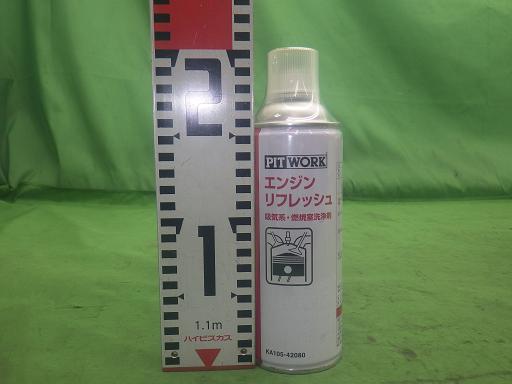 2
1
1.1m
ハイビスカス
PIT WORK
エンジン
リフレッシュ
吸気系・燃焼室洗浄剤
KA105-42080